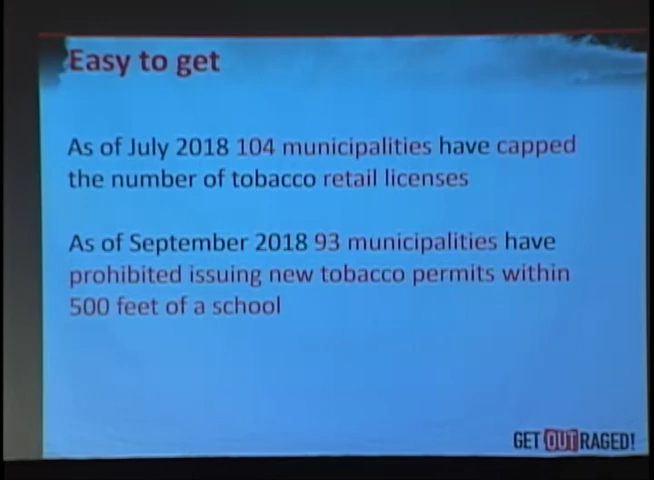 Easy to get
As of July 2018 104 municipalities have capped
the number of tobacco retail licenses
As of September 2018 93 municipalities have
prohibited issuing new tobacco permits within
500 feet of a school
GET OUTRAGED!